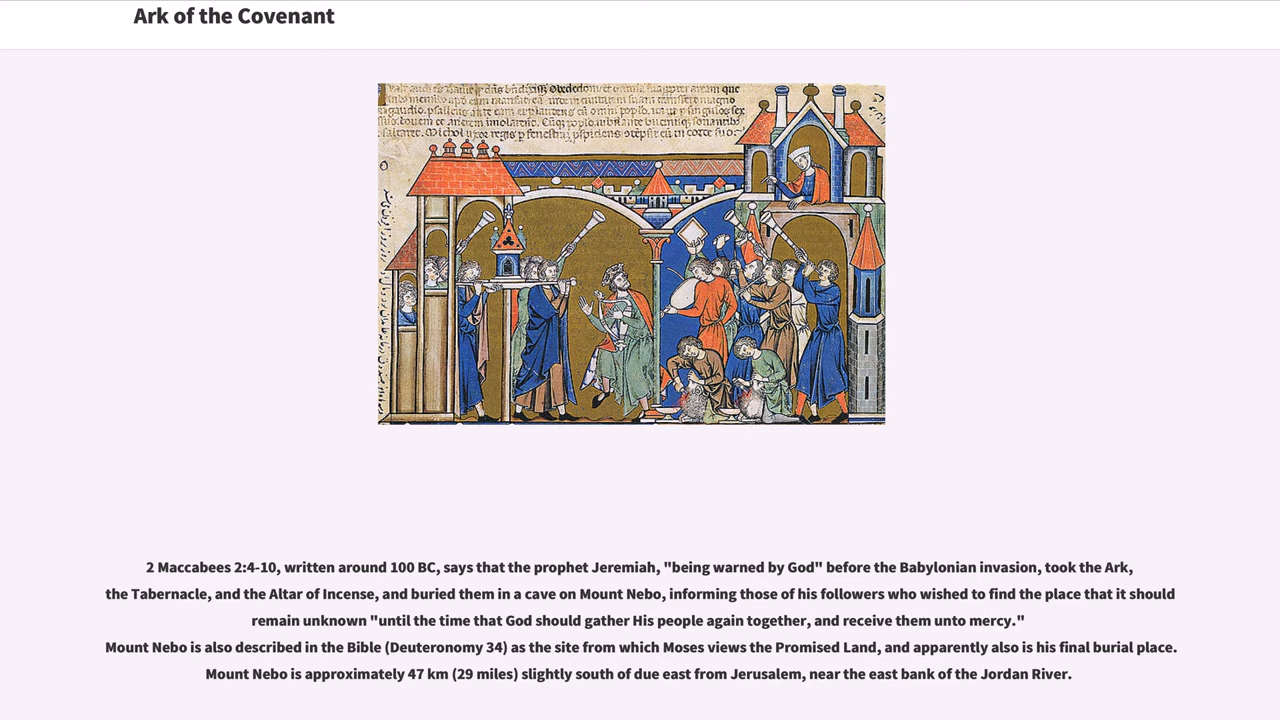 Ark of the Covenant
2 Maccabees 2:4-10, written around 100 BC, says that the prophet Jeremiah, "being warned by God" before the Babylonian invasion, took the Ark,
the Tabernacle, and the Altar of Incense, and buried them in a cave on Mount Nebo, informing those of his followers who wished to find the place that it should
remain unknown "until the time that God should gather His people again together, and receive them unto mercy."
Mount Nebo is also described in the Bible (Deuteronomy 34) as the site from which Moses views the Promised Land, and apparently also is his final burial place.
Mount Nebo is approximately 47 km (29 miles) slightly south of due east from Jerusalem, near the east bank of the Jordan River.